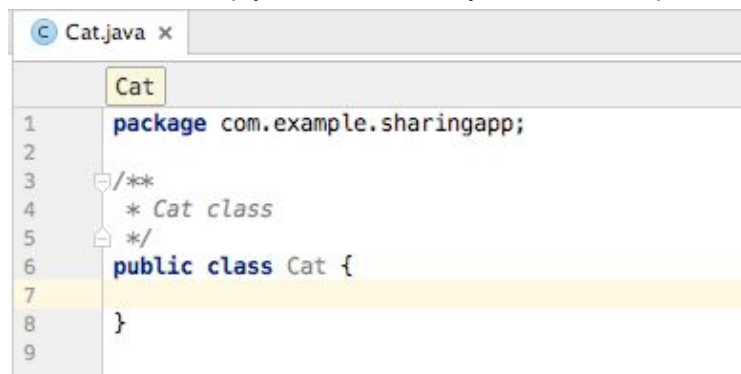 C Cat.java ×
Cat
1 package com.example.sharingapp;
2
3 /**
4 * Cat class
5 */
6 public class Cat {
7
8 }
9